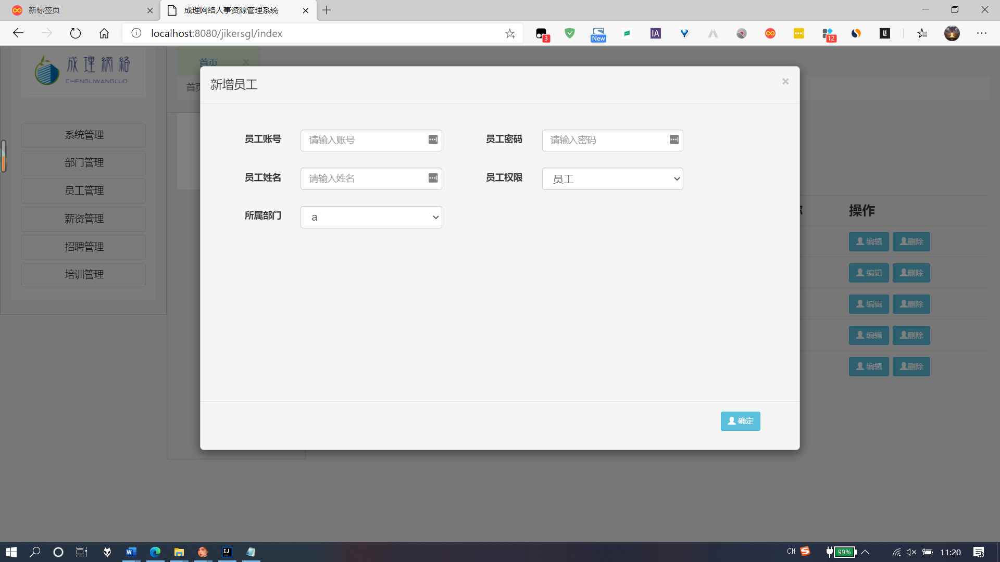 新标签页
成理网络人事资源管理系统
localhost:8080/jikersgl/index
3
New
IA
12
成理網絡
CHENGLIWANGLUO
首页
首页
新增员工
×
系统管理
部门管理
员工管理
薪资管理
招聘管理
培训管理
员工账号
请输入账号
员工密码
请输入密码
员工姓名
请输入姓名
员工权限
员工
所属部门
a
操作
编辑 删除
编辑 删除
编辑 删除
编辑 删除
编辑 删除
确定
CH
99%
11:20